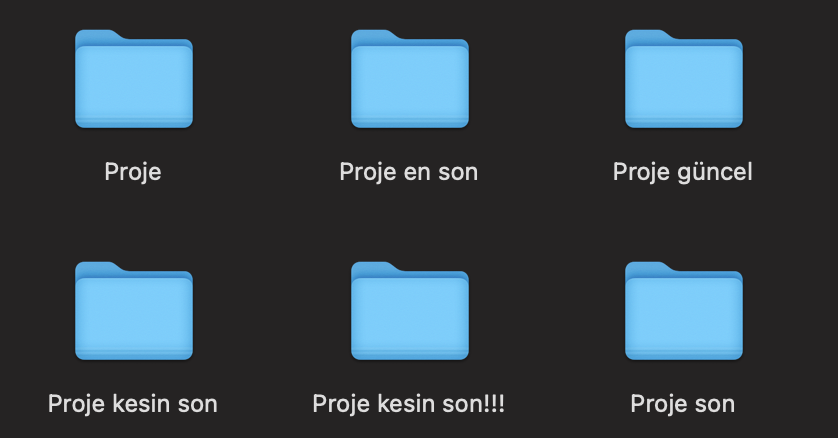 Proje
Proje en son
Proje güncel
Proje kesin son
Proje kesin son!!!
Proje son